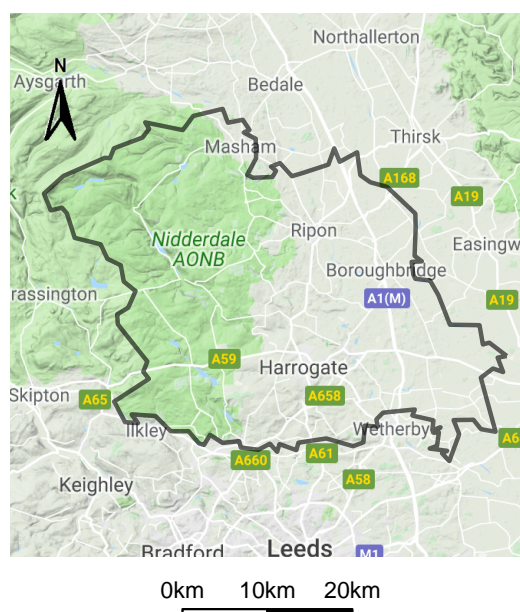 Northallerton
Aysgarth
N
Bedale
Thirsk
Masham
A168
A19
Nidderdale
AONB
Ripon
Easingw
Boroughbridge
rassington
A1(M)
A19
A59
Harrogate
Skipton
A65
A658
Ilkley
Wetherby
A6
A660
A61
A58
Keighley
Bradford
Leeds
M1
0km 10km 20km